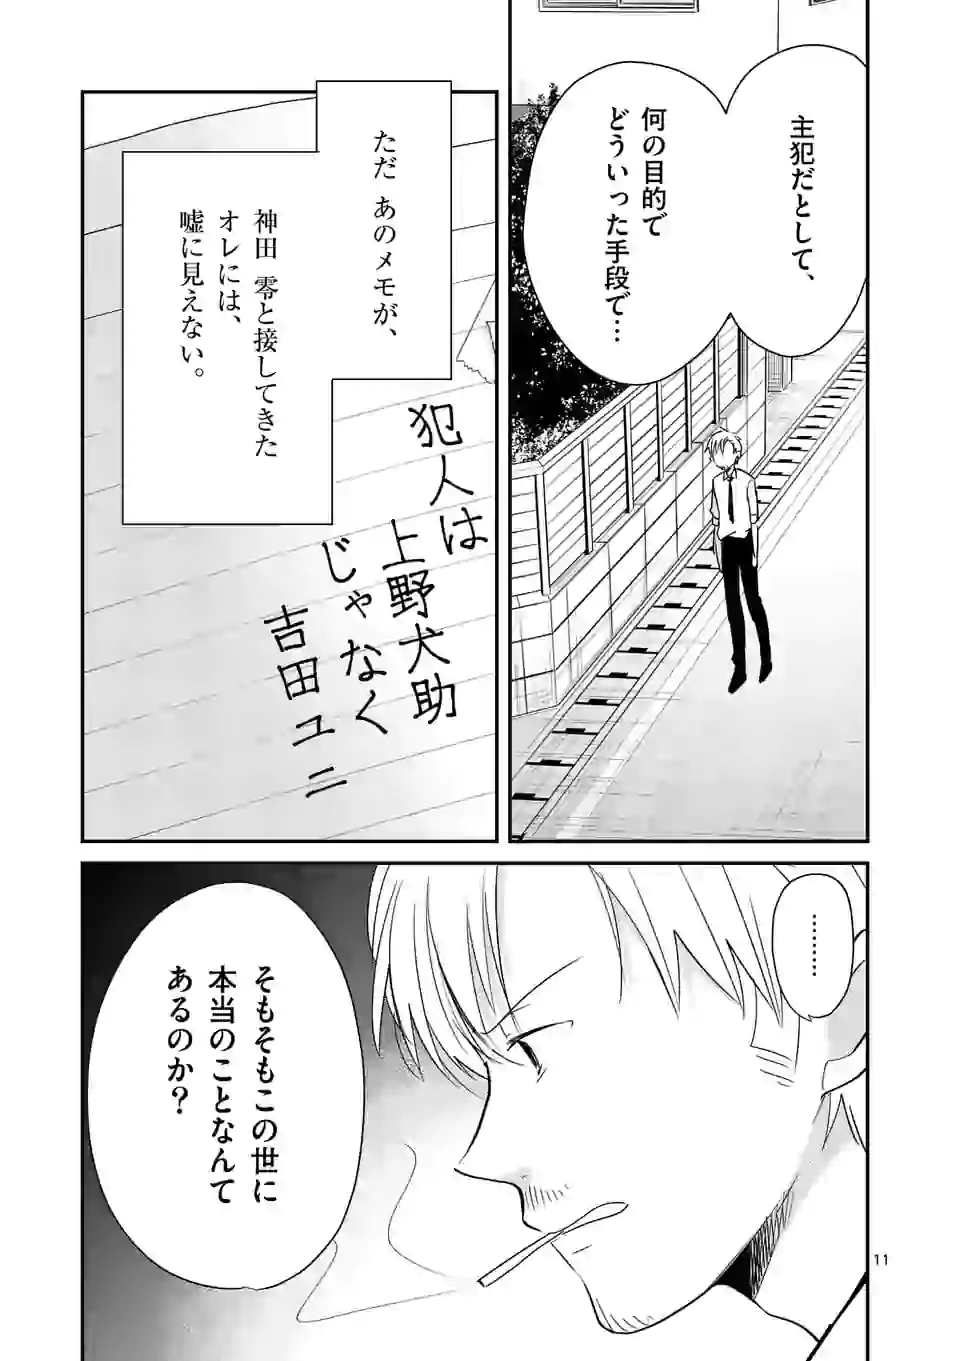 主犯だとして、
何の目的で
どういった手段で…
ただ あのメモが、
神田 零と接してきた
オレには、
嘘に見えない。
犯人は
上野犬助
じゃなく
吉田ユニ
………
そもそもこの世に
本当のことなんて
あるのか？
11